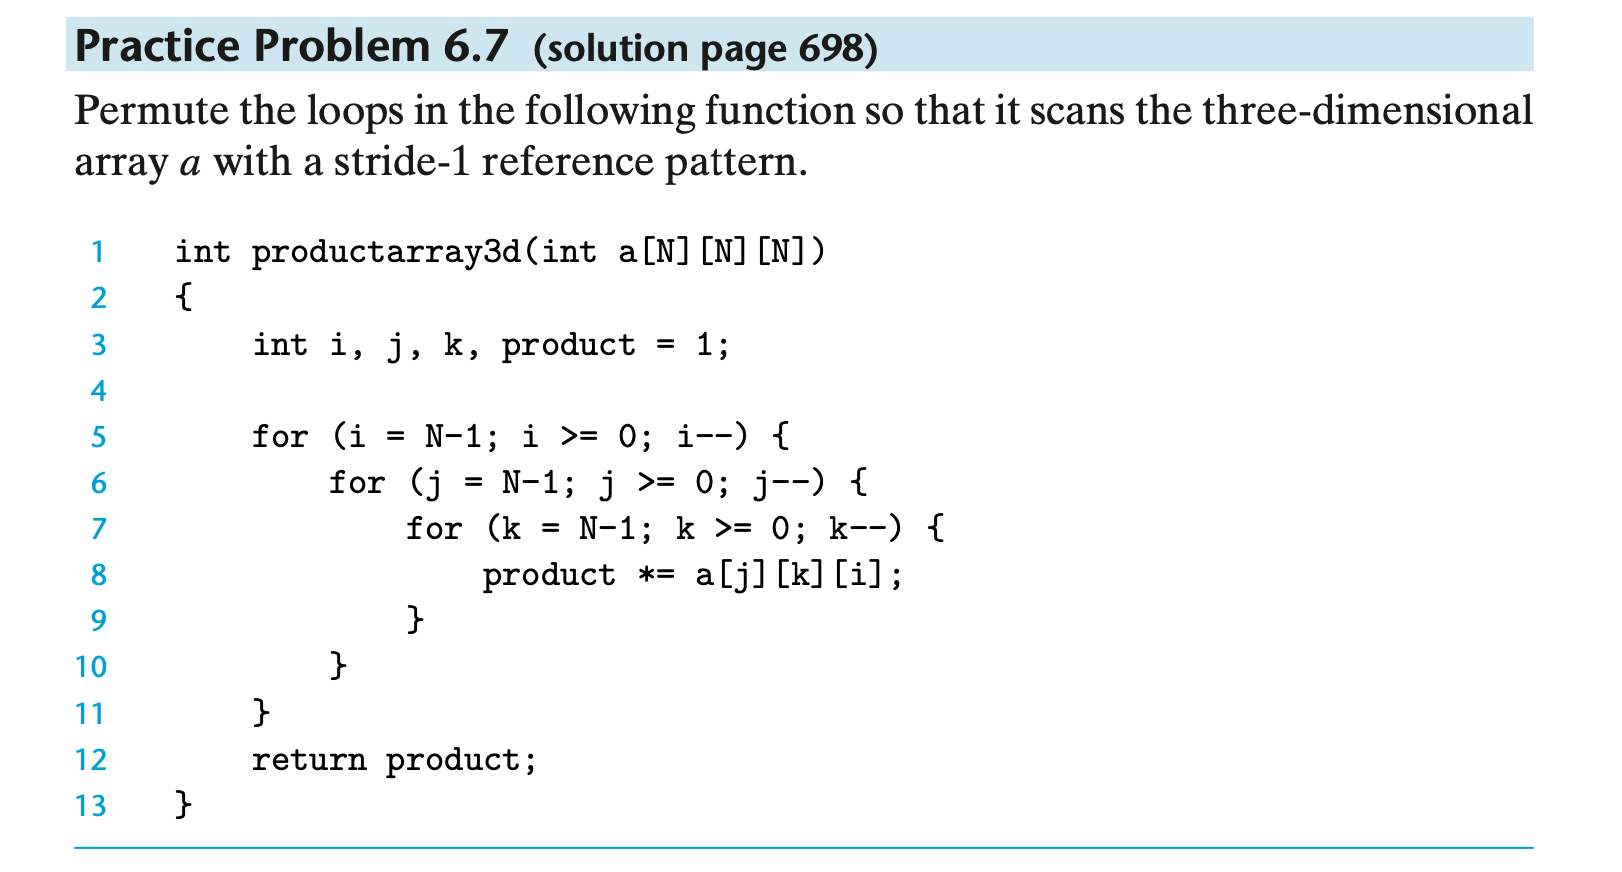 Practice Problem 6.7 (solution page 698)
Permute the loops in the following function so that it scans the three-dimensional
array a with a stride-1 reference pattern.
1 int productarray3d(int a[N][N][N])
2 {
3 int i, j, k, product = 1;
4
5 for (i = N-1; i >= 0; i--) {
6 for (j = N-1; j >= 0; j--) {
7 for (k = N-1; k >= 0; k--) {
8 product *= a[j][k][i];
9 }
10 }
11 }
12 return product;
13 }